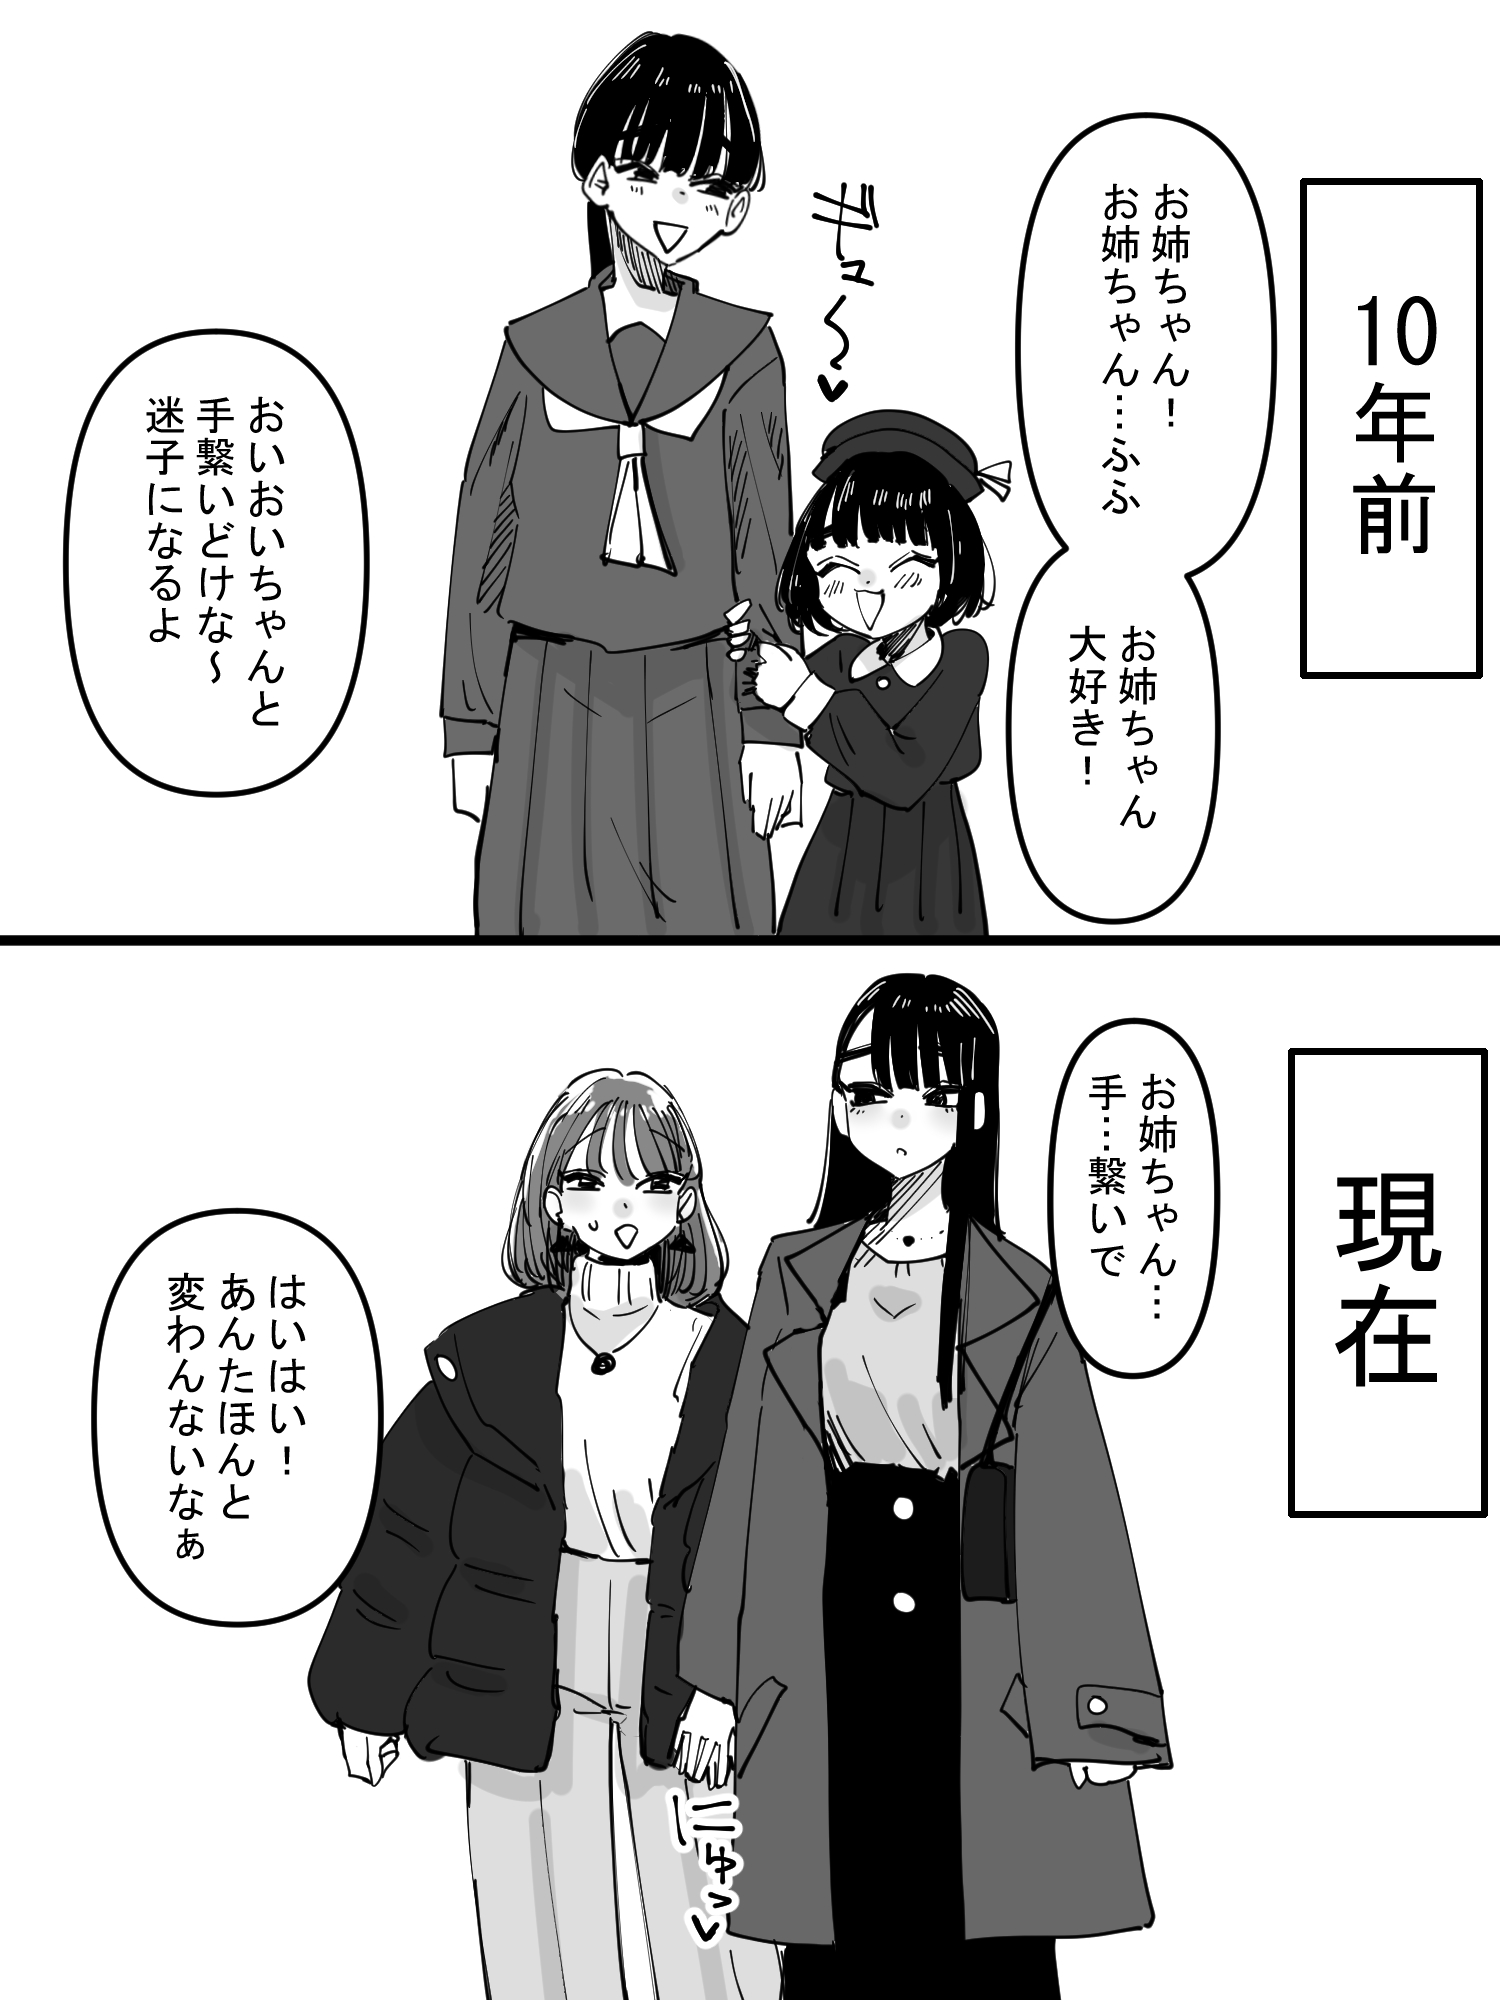 10年前
お姉ちゃん!
お姉ちゃん…ふふ
お姉ちゃん
大好き!
ギュ〜♥
おいおいちゃんと
手繋いどけな〜
迷子になるよ
現在
お姉ちゃん…
手…繋いで
はいはい!
あんたほんと
変わんないなぁ
にゅっ♥